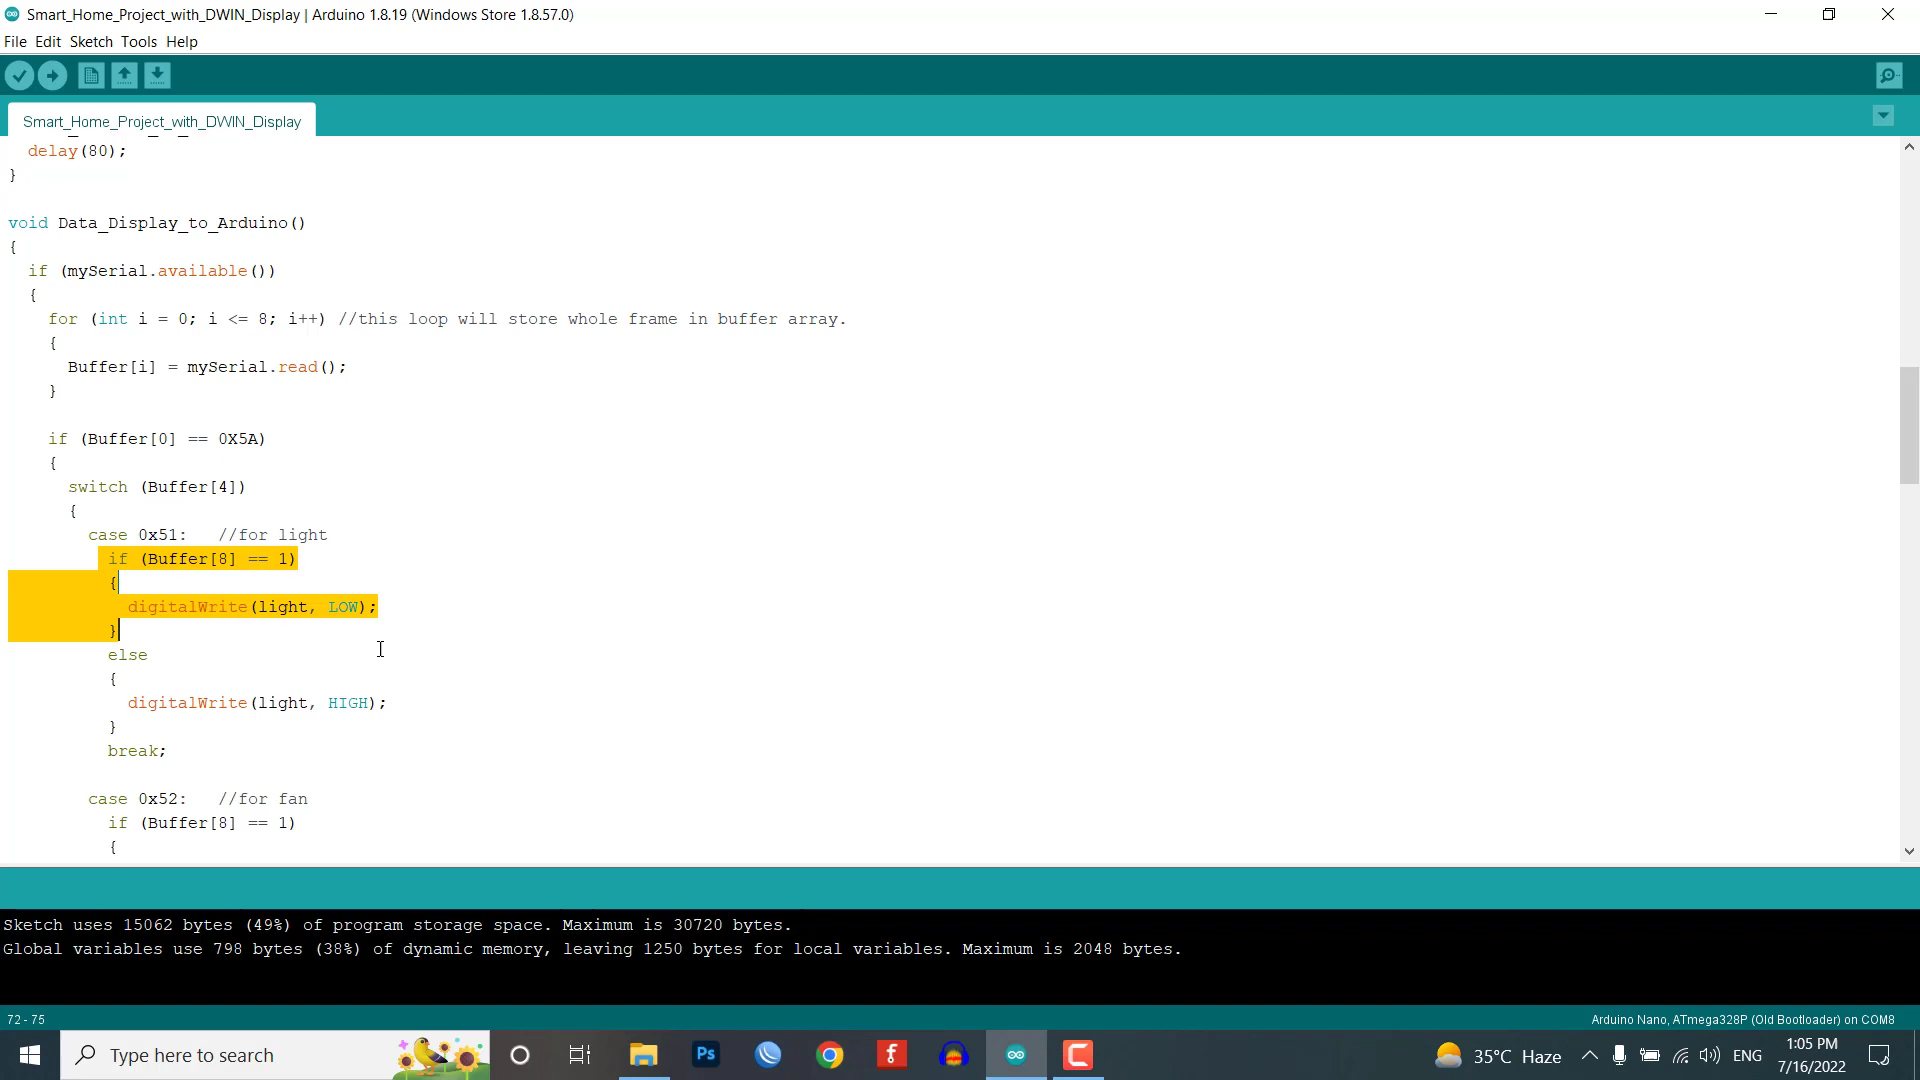 Smart_Home_Project_with_DWIN_Display | Arduino 1.8.19 (Windows Store 1.8.57.0)
File Edit Sketch Tools Help
Smart_Home_Project_with_DWIN_Display
delay(80);
}
void Data_Display_to_Arduino()
{
if (mySerial.available())
{
for (int i = 0; i <= 8; i++) //this loop will store whole frame in buffer array.
{
Buffer[i] = mySerial.read();
}
if (Buffer[0] == 0X5A)
{
switch (Buffer[4])
{
case 0x51: //for light
if (Buffer[8] == 1)
{
digitalWrite(light, LOW);
}
else
{
digitalWrite(light, HIGH);
}
break;
case 0x52: //for fan
if (Buffer[8] == 1)
{
Sketch uses 15062 bytes (49%) of program storage space. Maximum is 30720 bytes.
Global variables use 798 bytes (38%) of dynamic memory, leaving 1250 bytes for local variables. Maximum is 2048 bytes.
72 - 75
Arduino Nano, ATmega328P (Old Bootloader) on COM8
Type here to search
Ps
35°C Haze
ENG
1:05 PM
7/16/2022